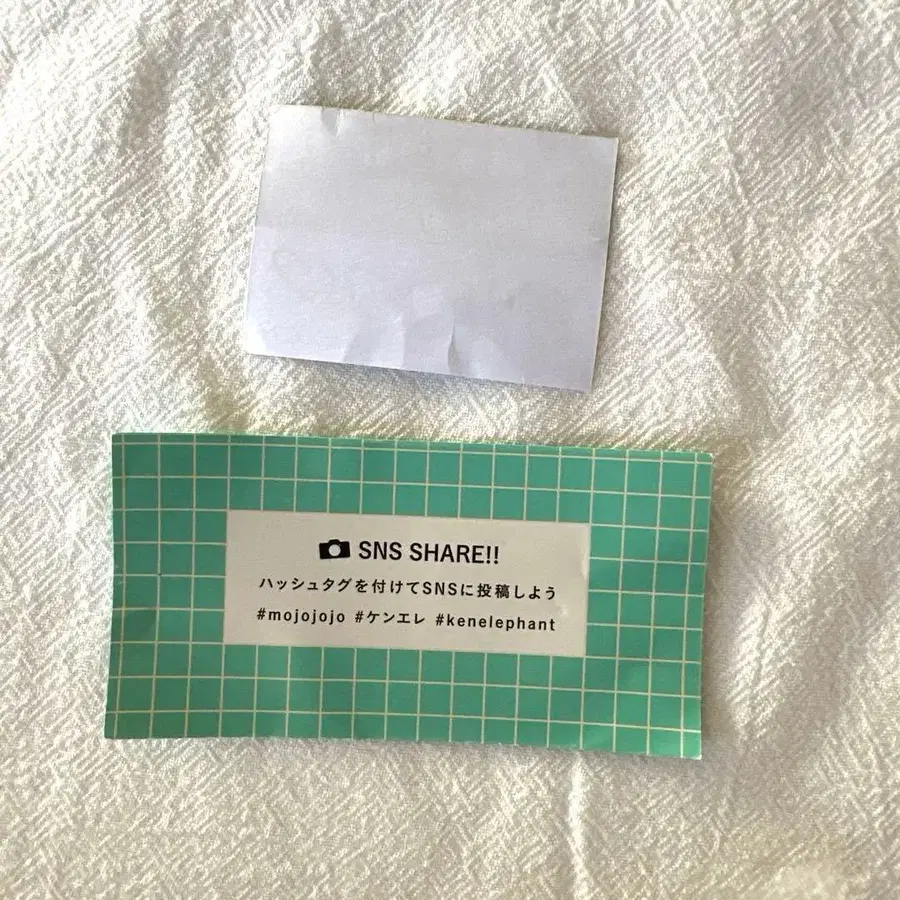 SNS SHARE!!
ハッシュタグを付けてSNSに投稿しよう
#mojojojo #ケンエレ #kenelephant